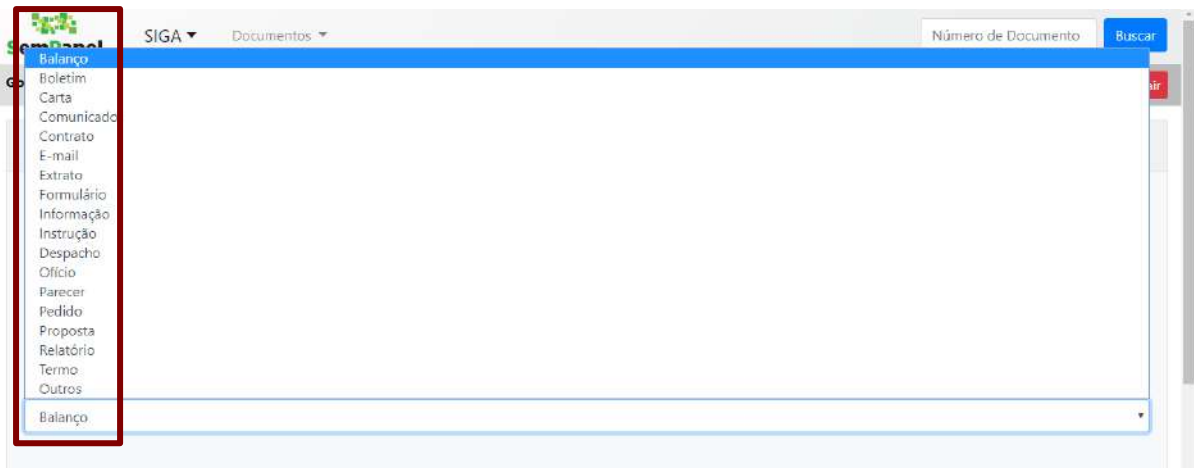 SIGA Documentos Número de Documento Buscar
Balanço
Boletim
Carta
Comunicado
Contrato
E-mail
Extrato
Formulário
Informação
Instrução
Despacho
Ofício
Parecer
Pedido
Proposta
Relatório
Termo
Outros
Balanço